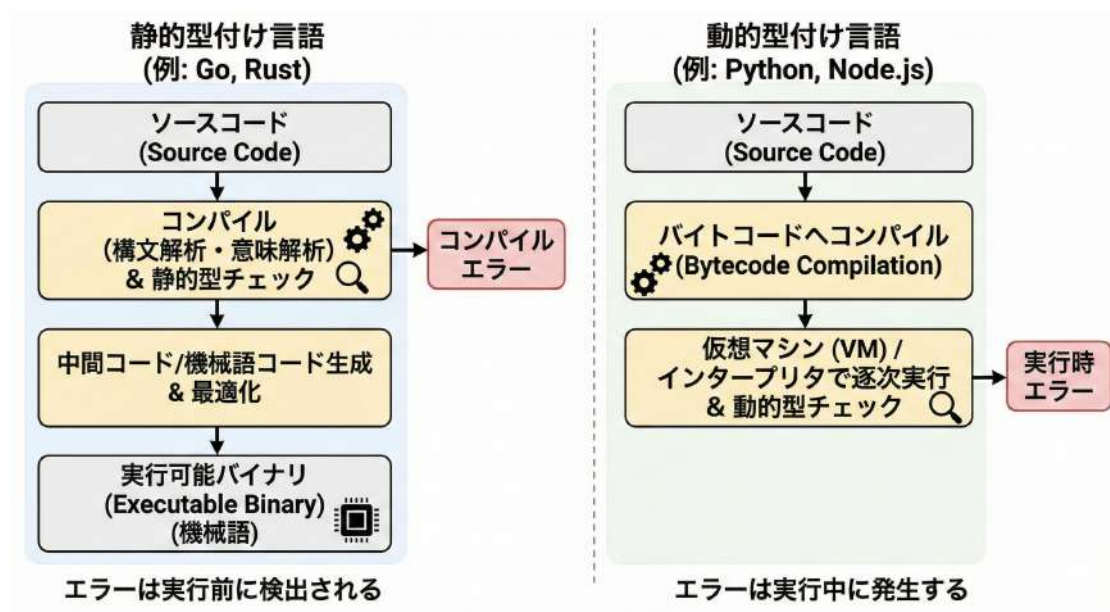 静的型付け言語
(例: Go, Rust)
ソースコード
(Source Code)
コンパイル
(構文解析・意味解析)
& 静的型チェック
コンパイル
エラー
中間コード/機械語コード生成
& 最適化
実行可能バイナリ
(Executable Binary)
(機械語)
エラーは実行前に検出される
動的型付け言語
(例: Python, Node.js)
ソースコード
(Source Code)
バイトコードへコンパイル
(Bytecode Compilation)
仮想マシン (VM) /
インタープリタで逐次実行
& 動的型チェック
実行時
エラー
エラーは実行中に発生する